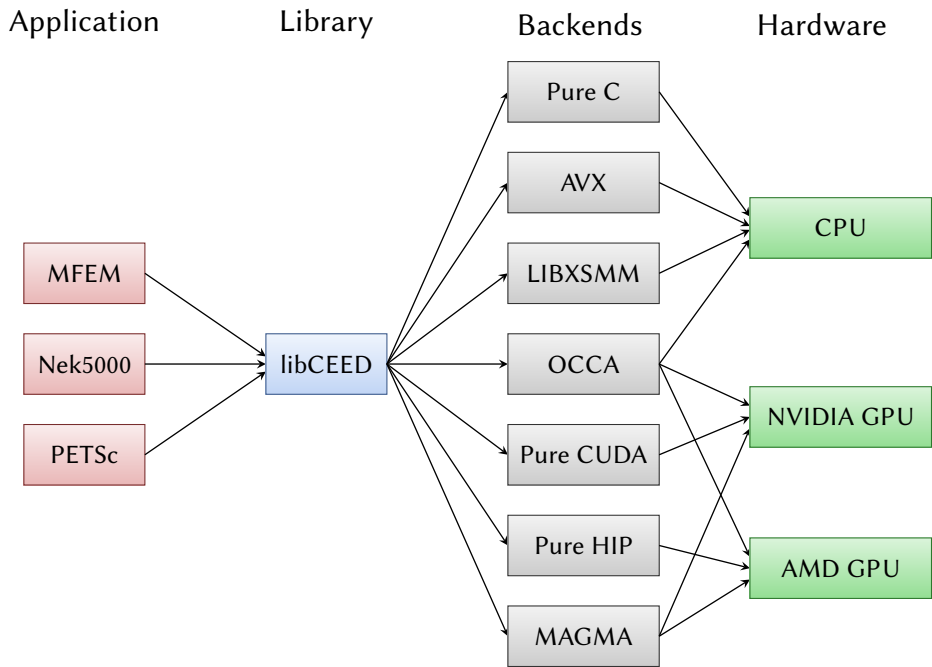 Application
Library
Backends
Hardware
Pure C
AVX
CPU
MFEM
LIBXSMM
Nek5000
libCEED
OCCA
NVIDIA GPU
PETSc
Pure CUDA
Pure HIP
AMD GPU
MAGMA